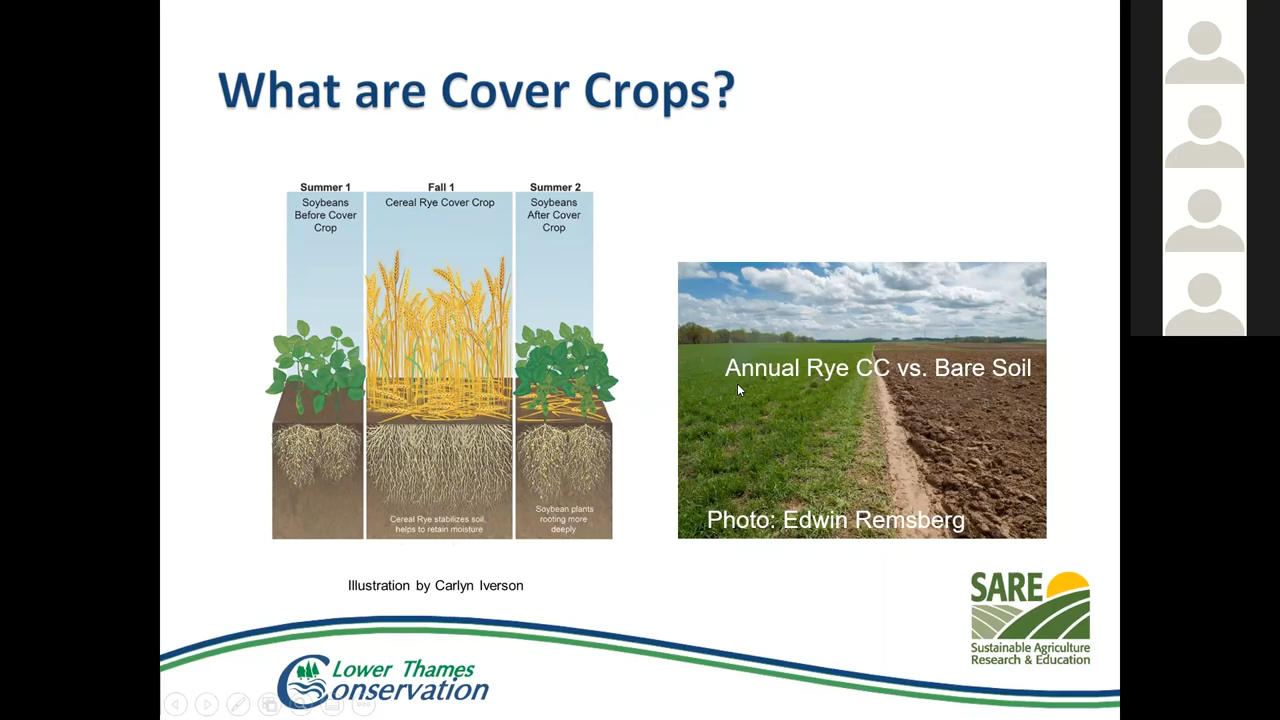 What are Cover Crops?
Summer 1
Soybeans
Before Cover
Crop
Fall 1
Cereal Rye Cover Crop
Summer 2
Soybeans
After Cover
Crop
Cereal Rye stabilizes soil,
helps to retain moisture
Soybean plants
rooting more
deeply
Illustration by Carlyn Iverson
Annual Rye CC vs. Bare Soil
Photo: Edwin Remsberg
SARE
Sustainable Agriculture
Research & Education
Lower Thames
Conservation